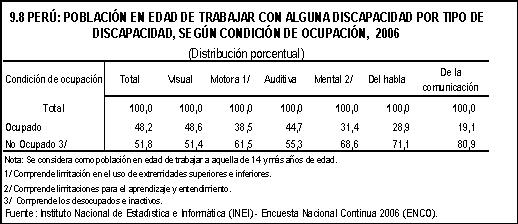 9.8 PERÚ: POBLACIÓN EN EDAD DE TRABAJAR CON ALGUNA DISCAPACIDAD POR TIPO DE
DISCAPACIDAD, SEGÚN CONDICIÓN DE OCUPACIÓN, 2006
(Distribución porcentual)
Condición de ocupación Total Visual Motora 1/ Auditiva Mental 2/ Del habla De la comunicación
Total 100,0 100,0 100,0 100,0 100,0 100,0 100,0
Ocupado 48,2 48,6 38,5 44,7 31,4 28,9 19,1
No Ocupado 3/ 51,8 51,4 61,5 55,3 68,6 71,1 80,9
Nota: Se considera como población en edad de trabajar a aquella de 14 y más años de edad.
1/ Comprende limitación en el uso de extremidades superiores e inferiores.
2/ Comprende limitaciones para el aprendizaje y entendimiento.
3/ Comprende los desocupados e inactivos.
Fuente: Instituto Nacional de Estadística e Informática (INEI) - Encuesta Nacional Continua 2006 (ENCO).